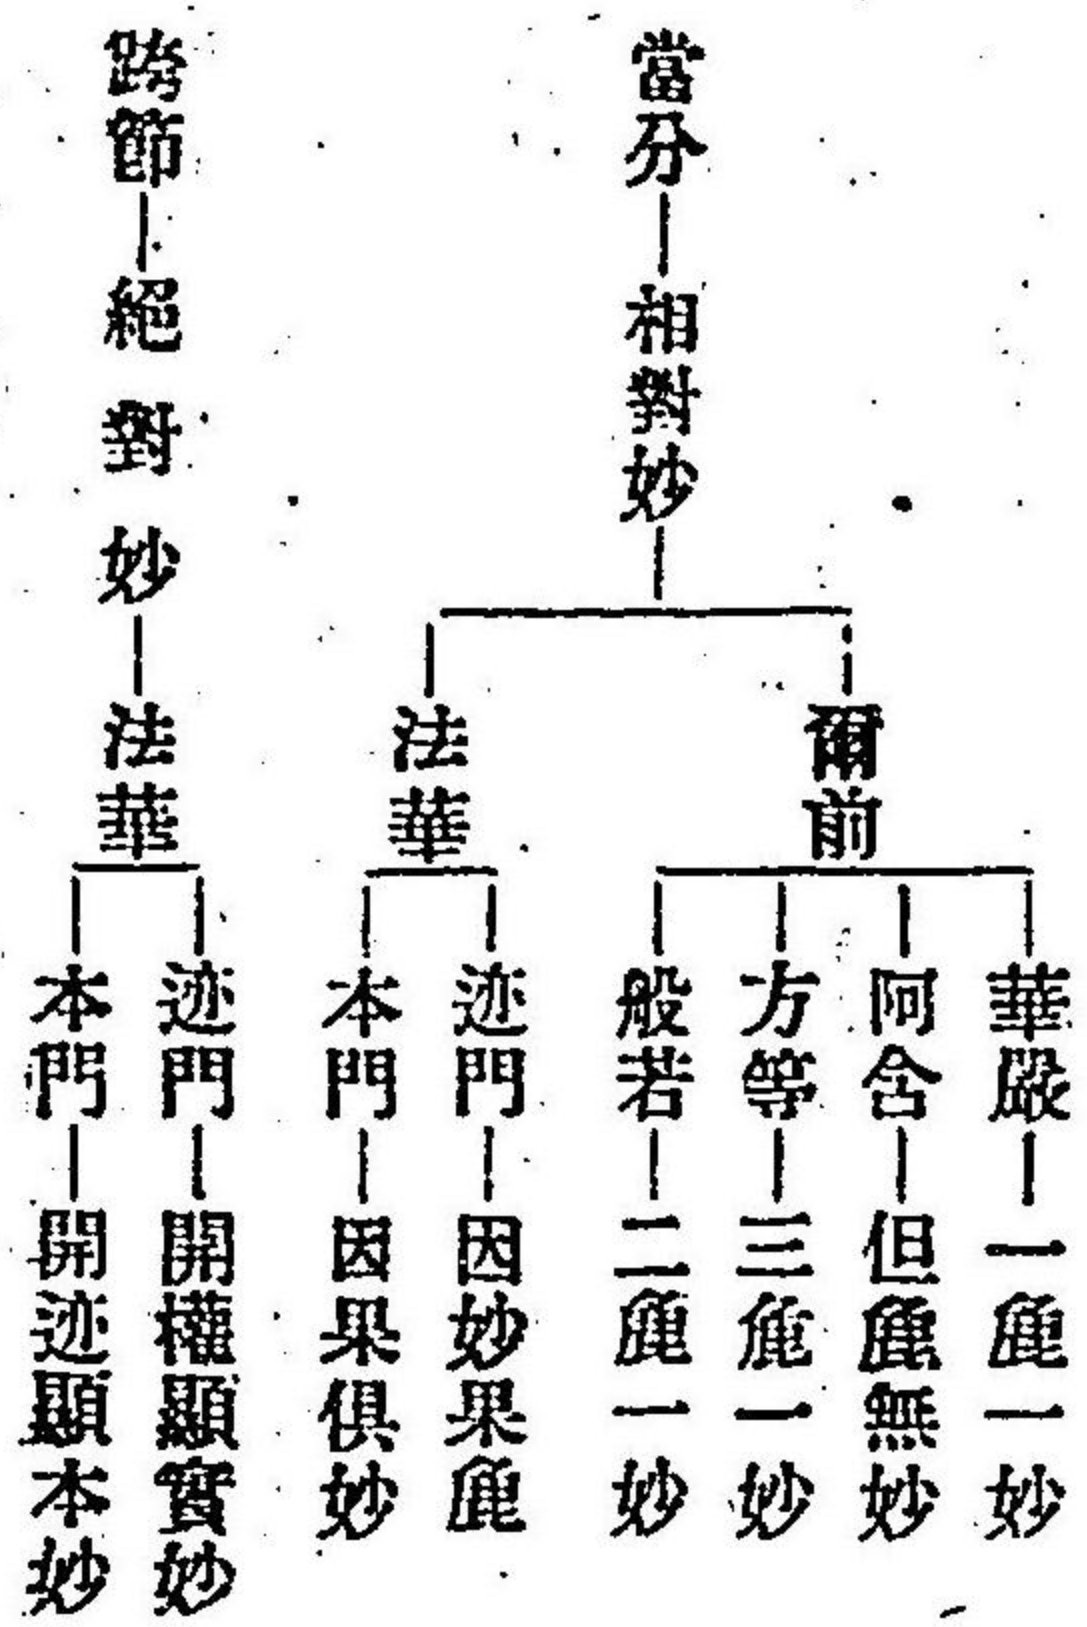 當分
相對妙
爾前
華嚴
一麁一妙
阿含
但麁無妙
方等
三麁一妙
般若
二麁一妙
法華
迹門
因妙果麁
本門
因果俱妙
跨節
絕對妙
法華
迹門
開權顯實妙
本門
開迹顯本妙